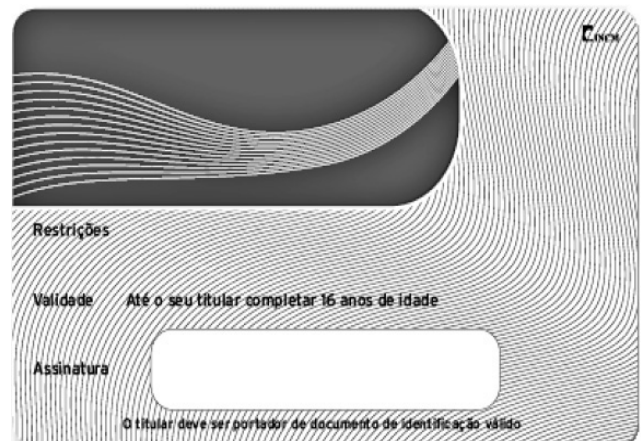 INCM
Restrições
Validade Até o seu titular completar 16 anos de idade
Assinatura
O titular deve ser portador de documento de identificação válido